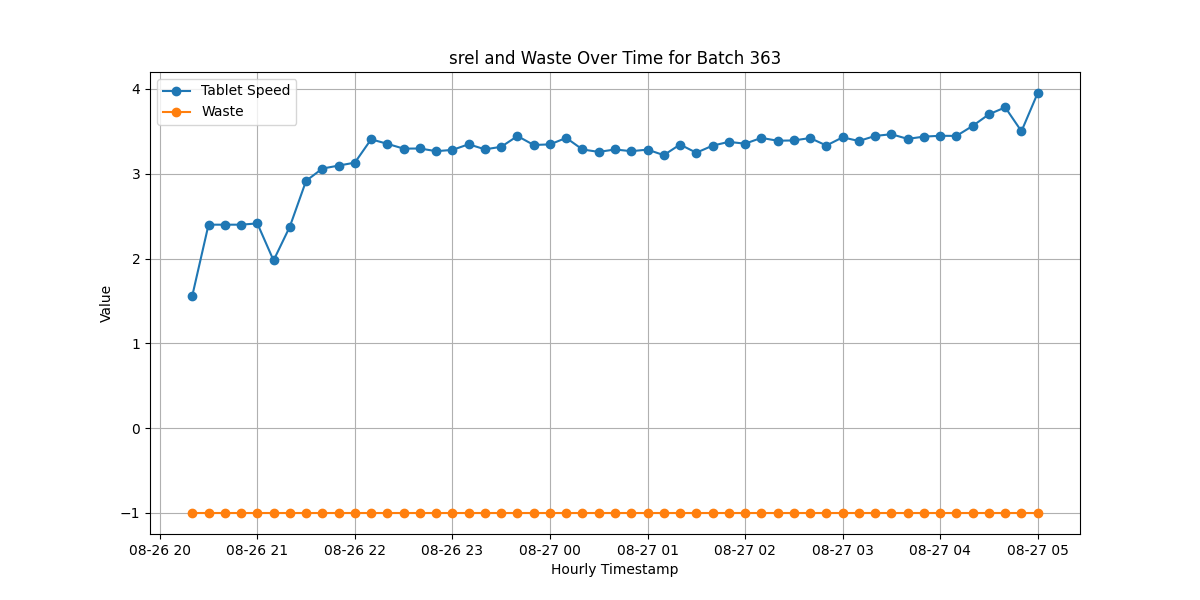 srel and Waste Over Time for Batch 363
Tablet Speed
Waste
Value
4
3
2
1
0
−1
08-26 20 08-26 21 08-26 22 08-26 23 08-27 00 08-27 01 08-27 02 08-27 03 08-27 04 08-27 05
Hourly Timestamp